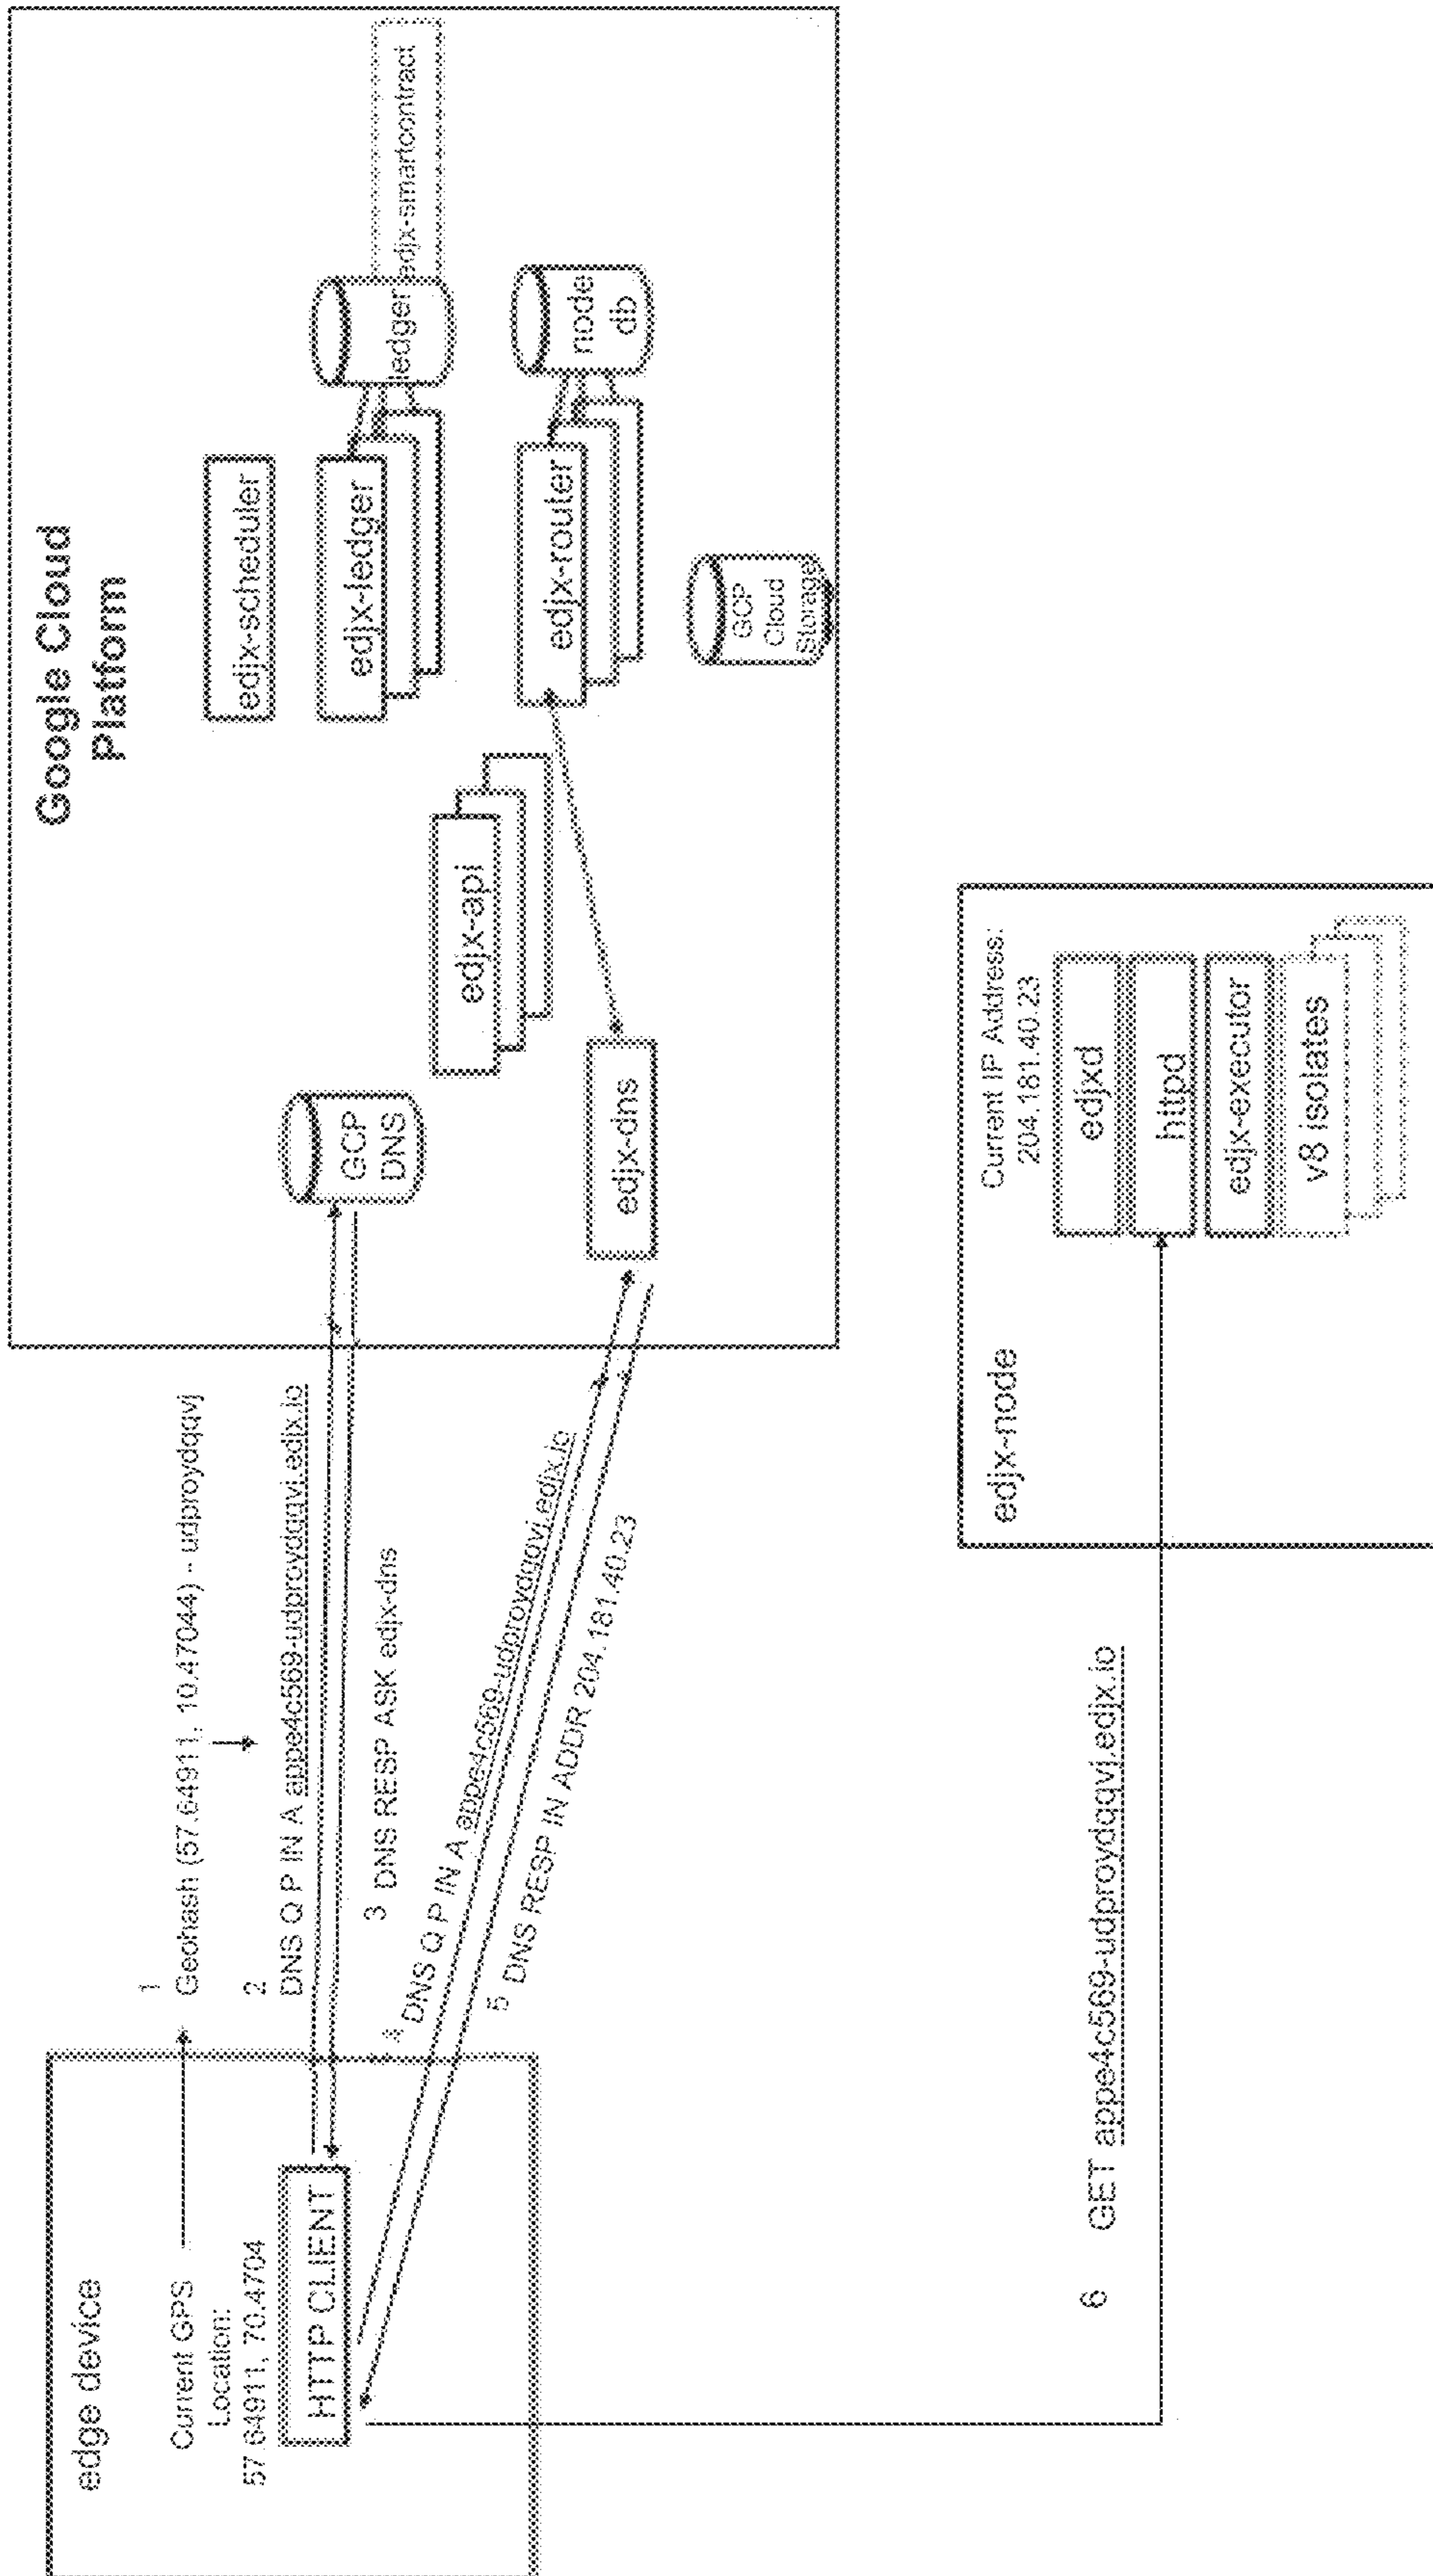 edge device
Current GPS
Location:
57.64911, 70.4704
HTTP CLIENT
1
Geohash (57.64911, 10.47044) - udproydqqvj
2
DNS Q P IN A appe4c569-udproydqqvj.edjx.io
3 DNS RESP ASK edjx-dns
4 DNS Q P IN A appe4c569-udproydqqvj.edjx.io
5 DNS RESP IN ADDR 204.181.40.23
6 GET appe4c569-udproydqqvj.edjx.io
Google Cloud
Platform
GCP
DNS
edjx-dns
edjx-api
edjx-scheduler
edjx-ledger
ledger
edjx-smartcontract
edjx-router
node
db
GCP
Cloud
Storage
edjx-node
Current IP Address:
204.181.40.23
edjxd
httpd
edjx-executor
v8 isolates